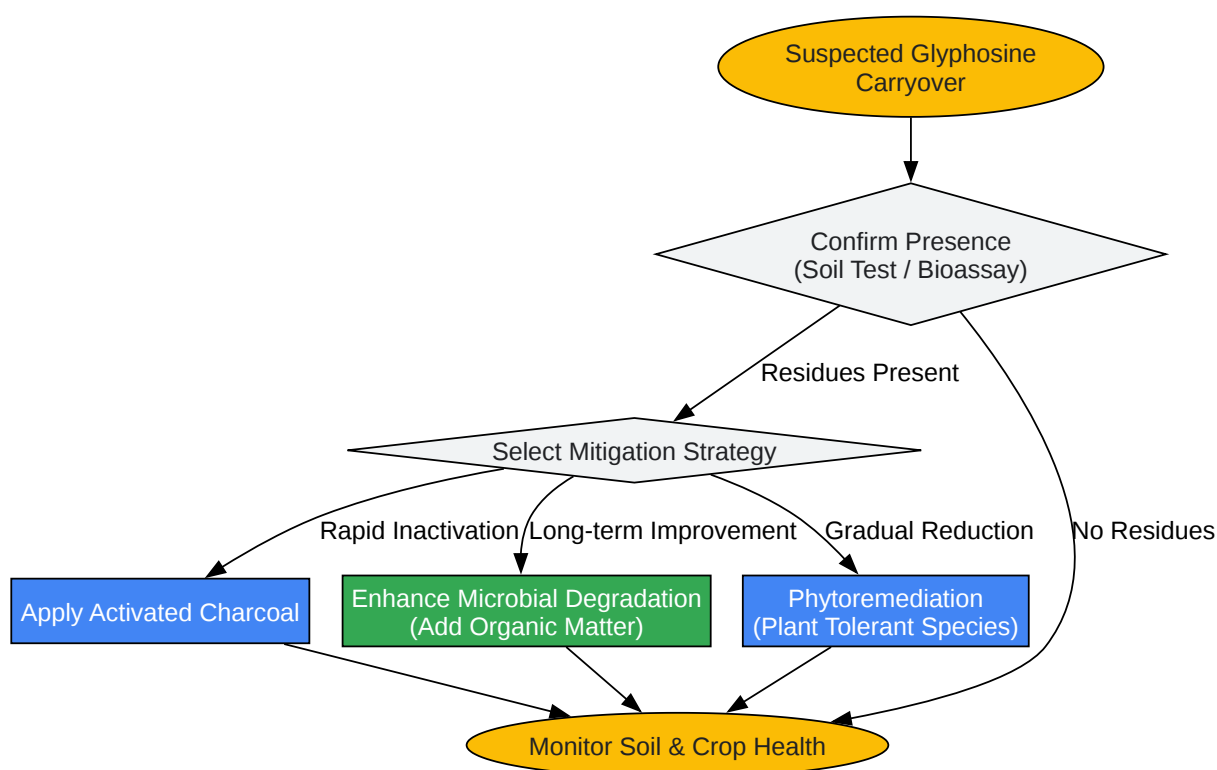 Suspected Glyphosine
Carryover
Confirm Presence
(Soil Test / Bioassay)
Residues Present
Select Mitigation Strategy
Rapid Inactivation
Long-term Improvement
Gradual Reduction
No Residues
Apply Activated Charcoal
Enhance Microbial Degradation
(Add Organic Matter)
Phytoremediation
(Plant Tolerant Species)
Monitor Soil & Crop Health